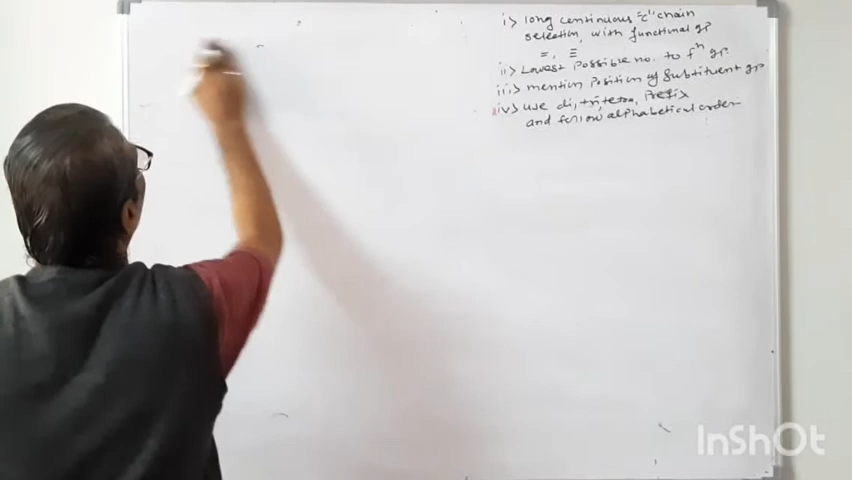 i> long continuous "c" chain
selection, with functional gp
=, ≡
ii> Lowest possible no. to fⁿ gp.
iii> mention position of substituent gp
iv> use di, tri, tetra, Prefix
and follow alphabetical order
InShOt